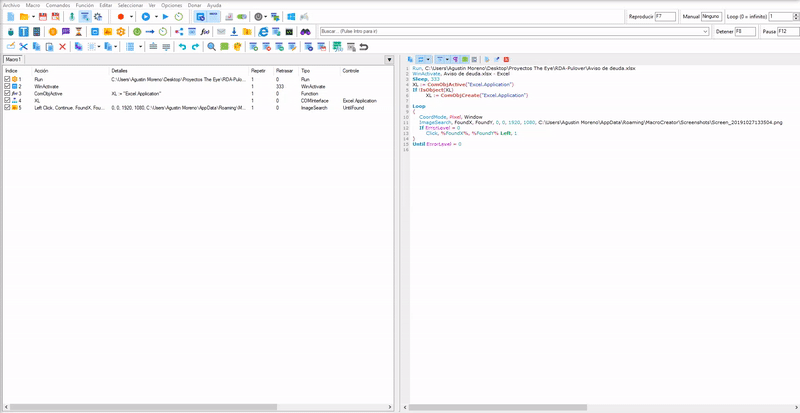 Archivo Macro Comandos Función Editar Seleccionar Ver Opciones Donar Ayuda
Reproducir F7 Manual Ninguno Loop (0 = infinito) 1
Buscar ... (Pulse Intro para ir) Detener F8 Pausa F12
Macro1
Indice Acción Detalles Repetir Retrasar Tipo Controle
1 Run C:\Users\Agustin Moreno\Desktop\Proyectos The Eye\RDA-Pulover... 1 0 Run
2 WinActivate 1 333 WinActivate
3 ComObjActive XL := "Excel.Application" 1 0 Function
4 XL 1 0 COMInterface Excel.Application
5 Left Click, Continue, FoundX, Fou... 0, 0, 1920, 1080, C:\Users\Agustin Moreno\AppData\Roaming\M... 1 0 ImageSearch UntilFound
1 Run, C:\Users\Agustin Moreno\Desktop\Proyectos The Eye\RDA-Pulover\Aviso de deuda.xlsx
2 WinActivate, Aviso de deuda.xlsx - Excel
3 Sleep, 333
4 XL := ComObjActive("Excel.Application")
5 If !IsObject(XL)
6 XL := ComObjCreate("Excel.Application")
7
8 Loop
9 {
10 CoordMode, Pixel, Window
11 ImageSearch, FoundX, FoundY, 0, 0, 1920, 1080, C:\Users\Agustin Moreno\AppData\Roaming\MacroCreator\Screenshots\Screen_20191027133504.png
12 If ErrorLevel = 0
13 Click, %FoundX%, %FoundY% Left, 1
14 }
15 Until ErrorLevel = 0
16